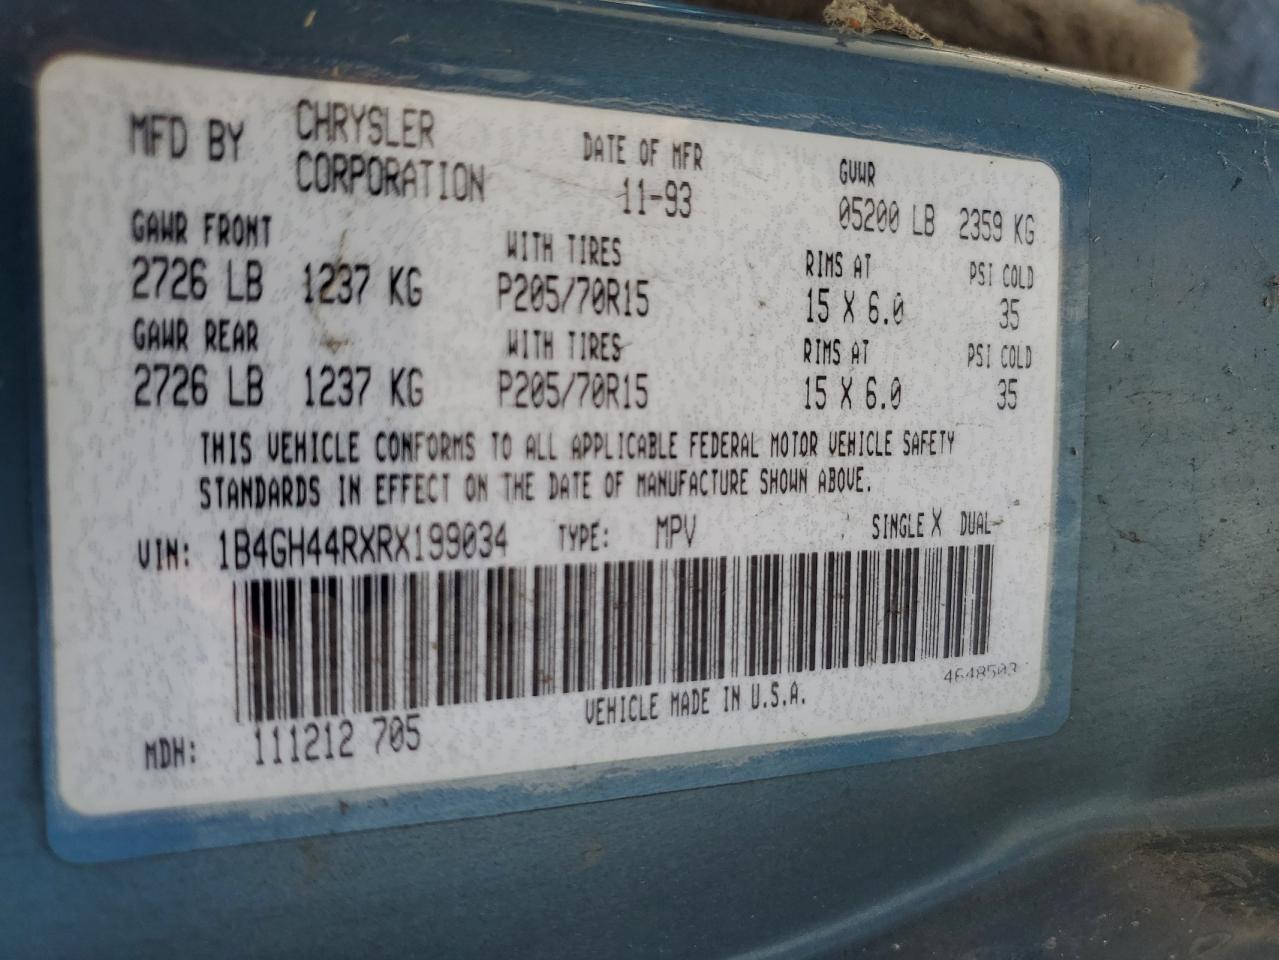 MFD BY CHRYSLER CORPORATION DATE OF MFR 11-93 GVWR 05200 LB 2359 KG
GAWR FRONT WITH TIRES RIMS AT PSI COLD
2726 LB 1237 KG P205/70R15 15 X 6.0 35
GAWR REAR WITH TIRES RIMS AT PSI COLD
2726 LB 1237 KG P205/70R15 15 X 6.0 35
THIS VEHICLE CONFORMS TO ALL APPLICABLE FEDERAL MOTOR VEHICLE SAFETY
STANDARDS IN EFFECT ON THE DATE OF MANUFACTURE SHOWN ABOVE.
VIN: 1B4GH44RXRX199034 TYPE: MPV SINGLE X DUAL
4648503
VEHICLE MADE IN U.S.A.
MDH: 111212 705